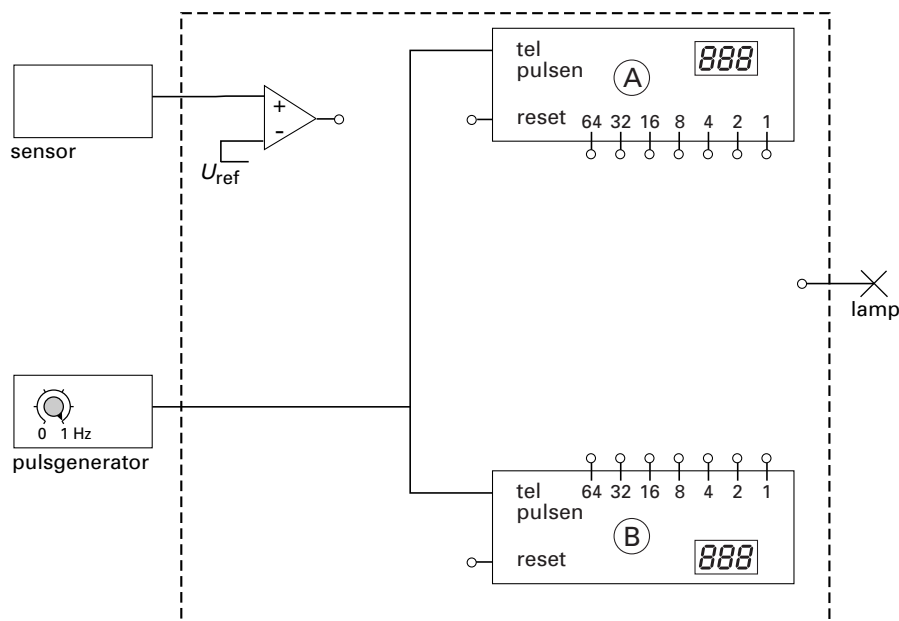 tel
pulsen
A
888
reset
64 32 16 8 4 2 1
sensor
+
-
Uref
lamp
0 1 Hz
pulsgenerator
tel
pulsen
64 32 16 8 4 2 1
B
reset
888